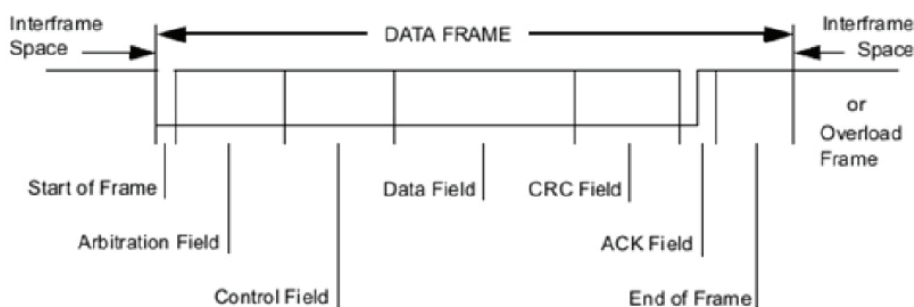 Interframe
Space
DATA FRAME
Interframe
Space
or
Overload
Frame
Start of Frame
Data Field
CRC Field
Arbitration Field
ACK Field
Control Field
End of Frame